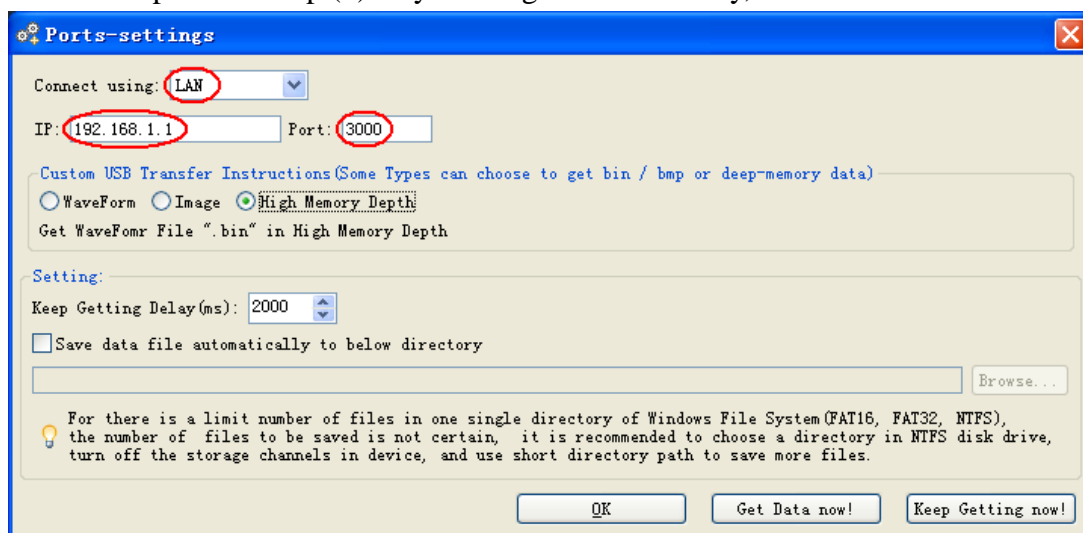 Ports-settings
Connect using: LAN
IP: 192.168.1.1 Port: 3000
Custom USB Transfer Instructions(Some Types can choose to get bin / bmp or deep-memory data)
WaveForm Image High Memory Depth
Get WaveFomr File ".bin" in High Memory Depth
Setting:
Keep Getting Delay(ms): 2000
Save data file automatically to below directory
Browse...
For there is a limit number of files in one single directory of Windows File System(FAT16, FAT32, NTFS),
the number of files to be saved is not certain, it is recommended to choose a directory in NTFS disk drive,
turn off the storage channels in device, and use short directory path to save more files.
OK Get Data now! Keep Getting now!